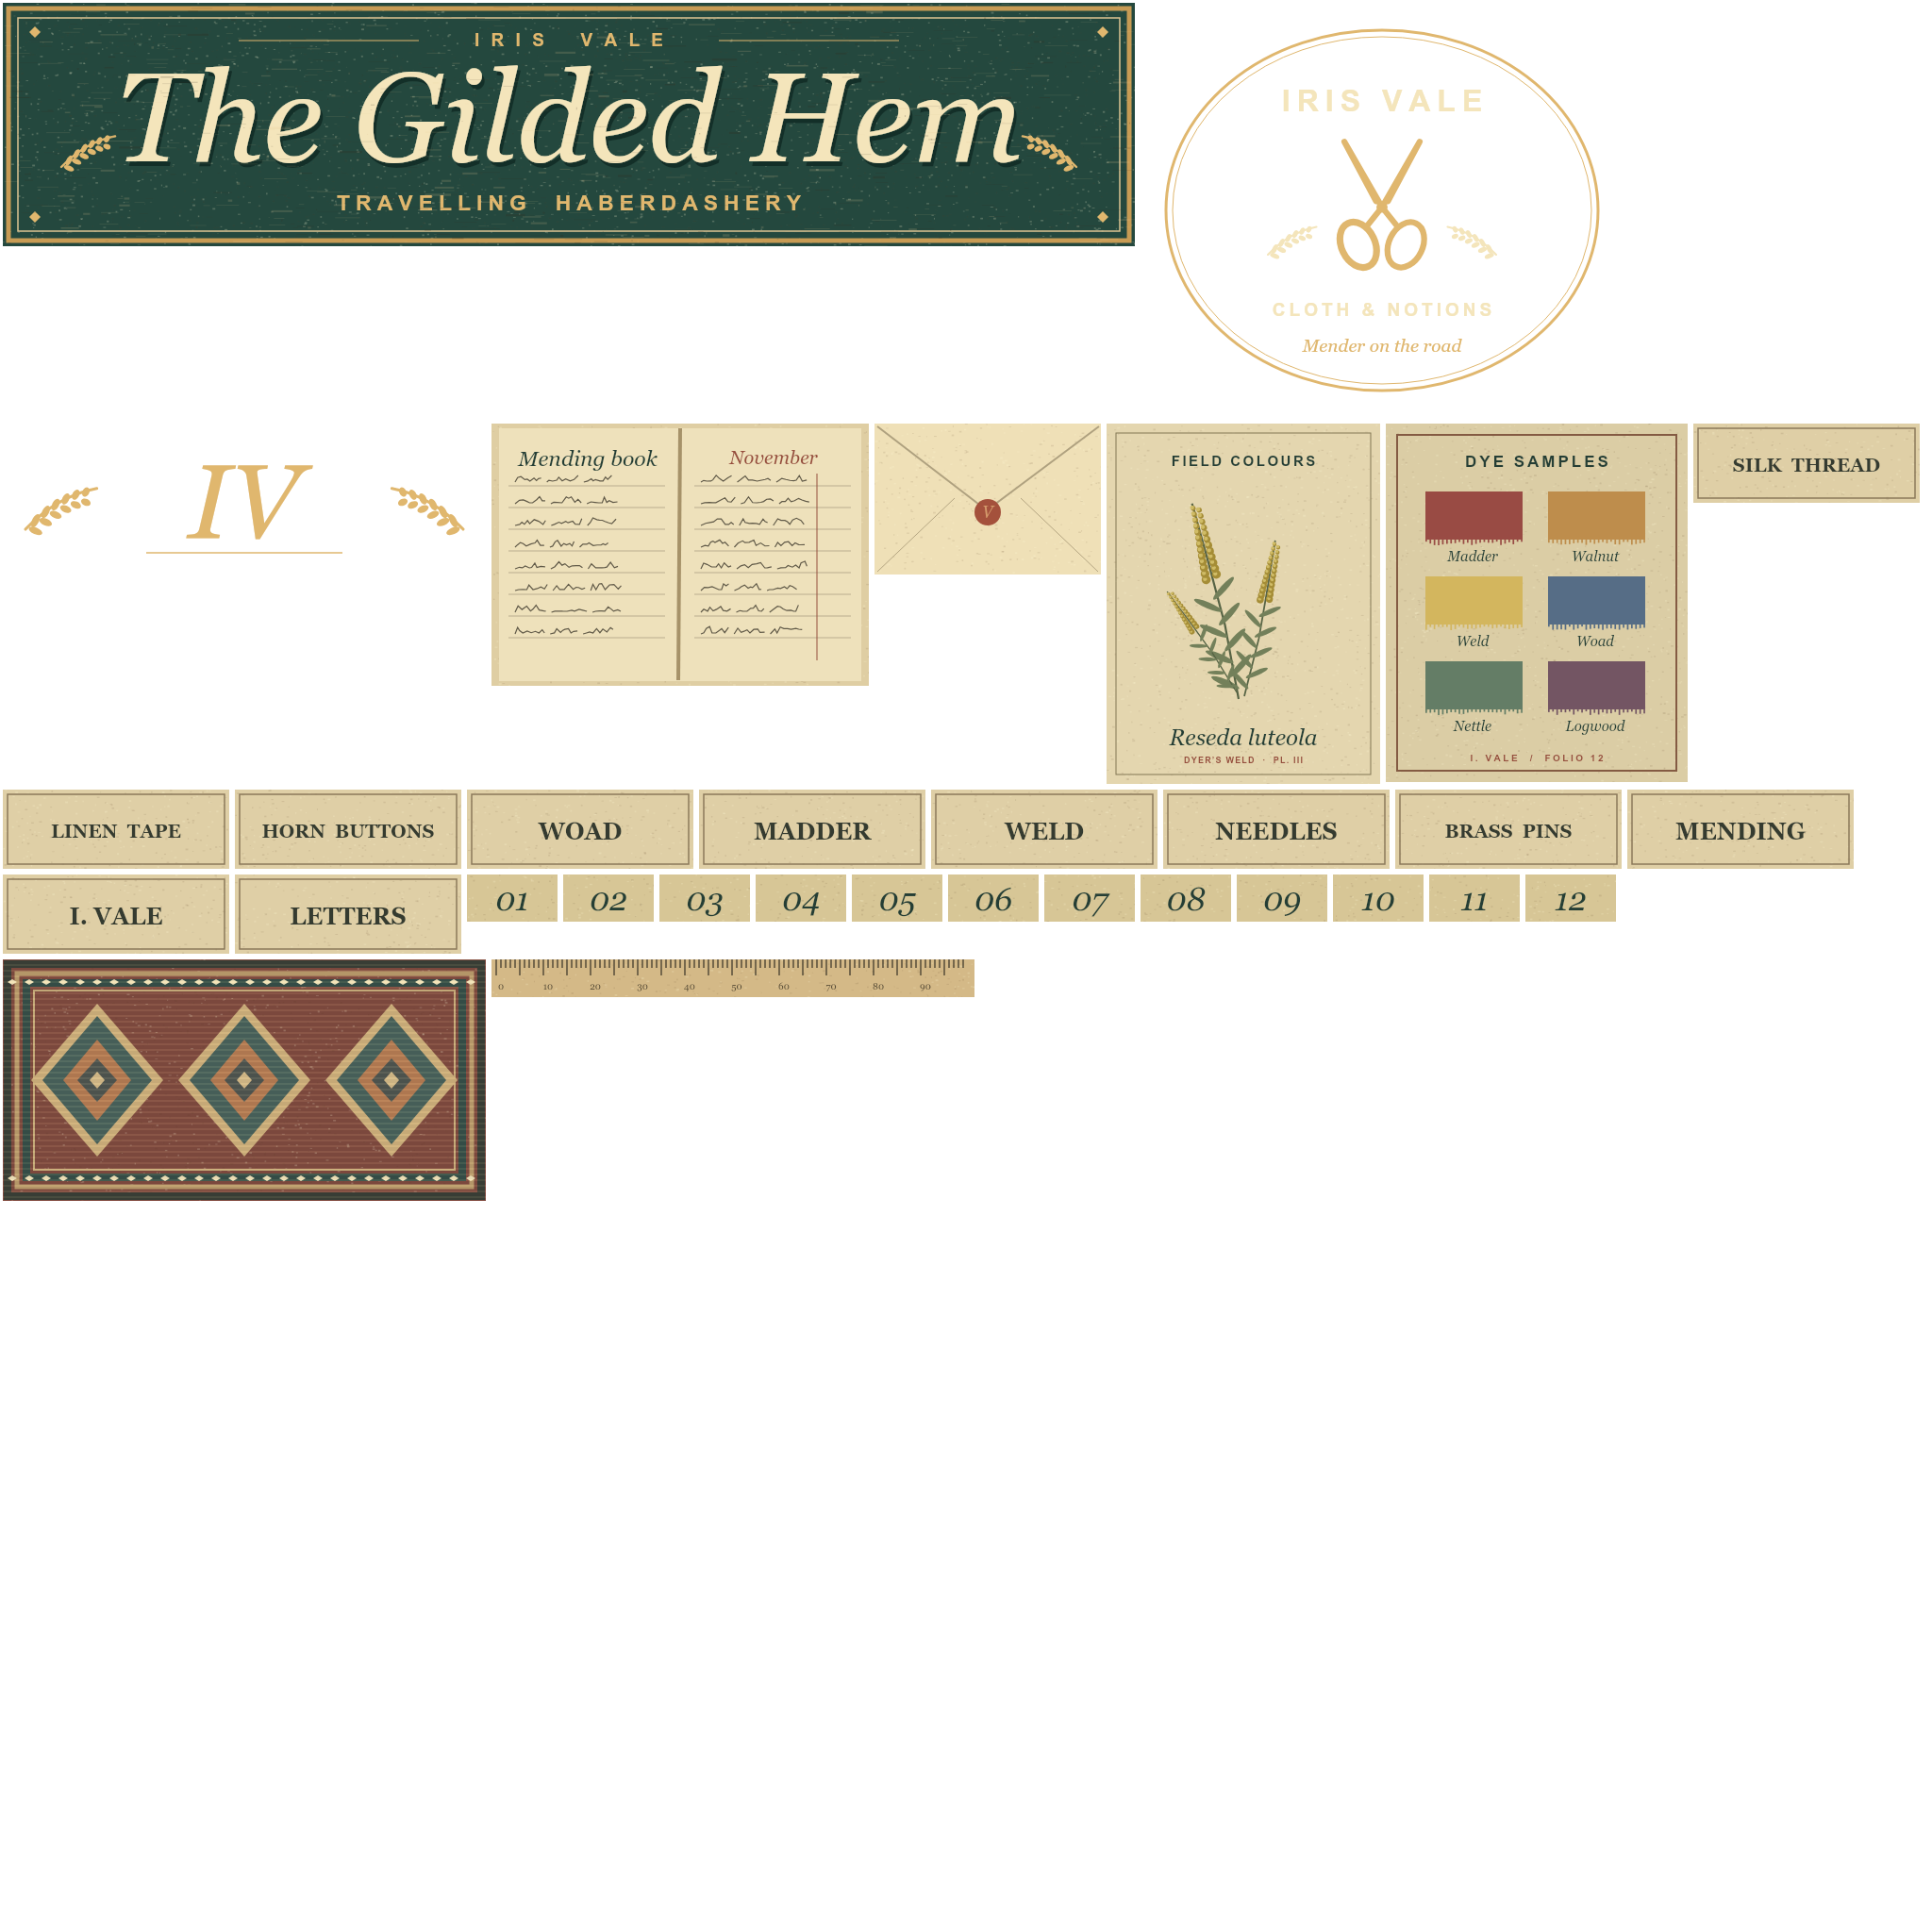 IRIS VALE
The Gilded Hem
TRAVELLING HABERDASHERY
IRIS VALE
CLOTH & NOTIONS
Mender on the road
IV
Mending book
November
V
FIELD COLOURS
Reseda luteola
DYER'S WELD · PL. III
DYE SAMPLES
Madder
Walnut
Weld
Woad
Nettle
Logwood
I. VALE / FOLIO 12
SILK THREAD
LINEN TAPE
HORN BUTTONS
WOAD
MADDER
WELD
NEEDLES
BRASS PINS
MENDING
I. VALE
LETTERS
01
02
03
04
05
06
07
08
09
10
11
12
0 10 20 30 40 50 60 70 80 90